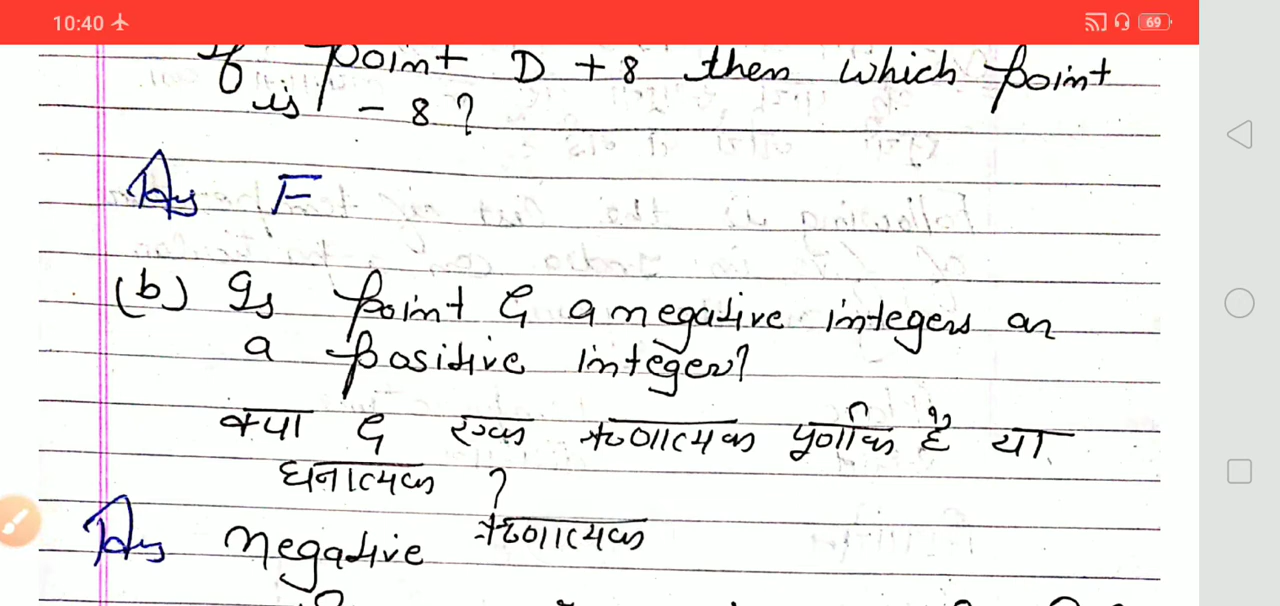 10:40
69
If point D + 8 then which point
is - 8 ?
Ans F
(b) Is point G a negative integers or
a positive integer?
क्या G एक ऋणात्मक पूर्णांक है या
धनात्मक ?
Ans negative ऋणात्मक